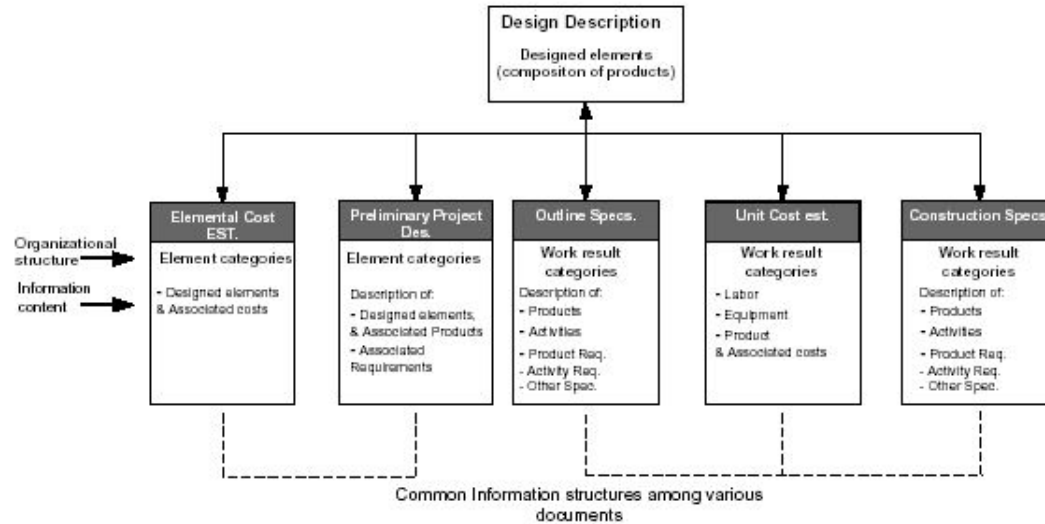 Design Description
Designed elements
(compositon of products)
Elemental Cost
EST.
Element categories
- Designed elements
& Associated costs
Preliminary Project
Des.
Element categories
Description of:
- Designed elements,
& Associated Products
- Associated
Requirements
Outline Specs.
Work result
categories
Description of:
- Products
- Activities
- Product Req.
- Activity Req.
- Other Spec.
Unit Cost est.
Work result
categories
- Labor
- Equipment
- Product
& Associated costs
Construction Specs
Work result
categories
Description of:
- Products
- Activities
- Product Req.
- Activity Req.
- Other Spec.
Organizational
structure
Information
content
Common Information structures among various
documents